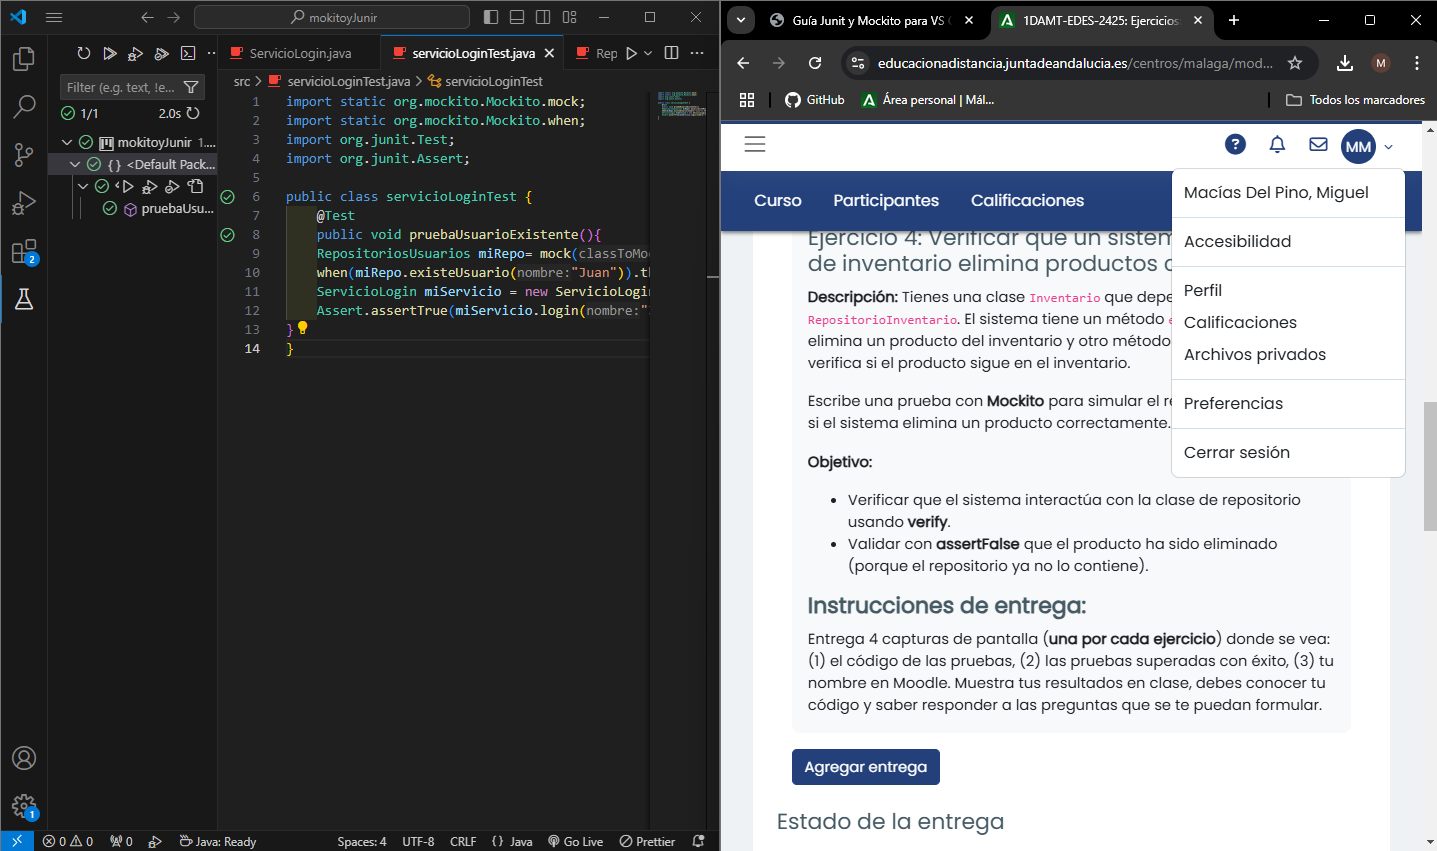 mokitoyJunir
Filter (e.g. text, !e...
1/1
2.0s
mokitoyJunir 1....
{ } <Default Pack...
pruebaUsu...
2
1
ServicioLogin.java
servicioLoginTest.java
Rep
src > servicioLoginTest.java > servicioLoginTest
1 import static org.mockito.Mockito.mock;
2 import static org.mockito.Mockito.when;
3 import org.junit.Test;
4 import org.junit.Assert;
5
6 public class servicioLoginTest {
7 @Test
8 public void pruebaUsuarioExistente(){
9 RepositoriosUsuarios miRepo= mock(classToMoc
10 when(miRepo.existeUsuario(nombre:"Juan")).th
11 ServicioLogin miServicio = new ServicioLogin
12 Assert.assertTrue(miServicio.login(nombre:"
13 }
14 }
0 0 0 Java: Ready Spaces: 4 UTF-8 CRLF { } Java Go Live Prettier
Guía Junit y Mockito para VS C
1DAMT-EDES-2425: Ejercicios
educacionadistancia.juntadeandalucia.es/centros/malaga/mod...
M
GitHub
Área personal | Mál...
Todos los marcadores
MM
Curso Participantes Calificaciones
Macías Del Pino, Miguel
Accesibilidad
Perfil
Calificaciones
Archivos privados
Preferencias
Cerrar sesión
Ejercicio 4: Verificar que un sistem
de inventario elimina productos c
Descripción: Tienes una clase Inventario que depe
RepositorioInventario. El sistema tiene un método e
elimina un producto del inventario y otro método
verifica si el producto sigue en el inventario.
Escribe una prueba con Mockito para simular el re
si el sistema elimina un producto correctamente.
Objetivo:
• Verificar que el sistema interactúa con la clase de repositorio
usando verify.
• Validar con assertFalse que el producto ha sido eliminado
(porque el repositorio ya no lo contiene).
Instrucciones de entrega:
Entrega 4 capturas de pantalla (una por cada ejercicio) donde se vea:
(1) el código de las pruebas, (2) las pruebas superadas con éxito, (3) tu
nombre en Moodle. Muestra tus resultados en clase, debes conocer tu
código y saber responder a las preguntas que se te puedan formular.
Agregar entrega
Estado de la entrega